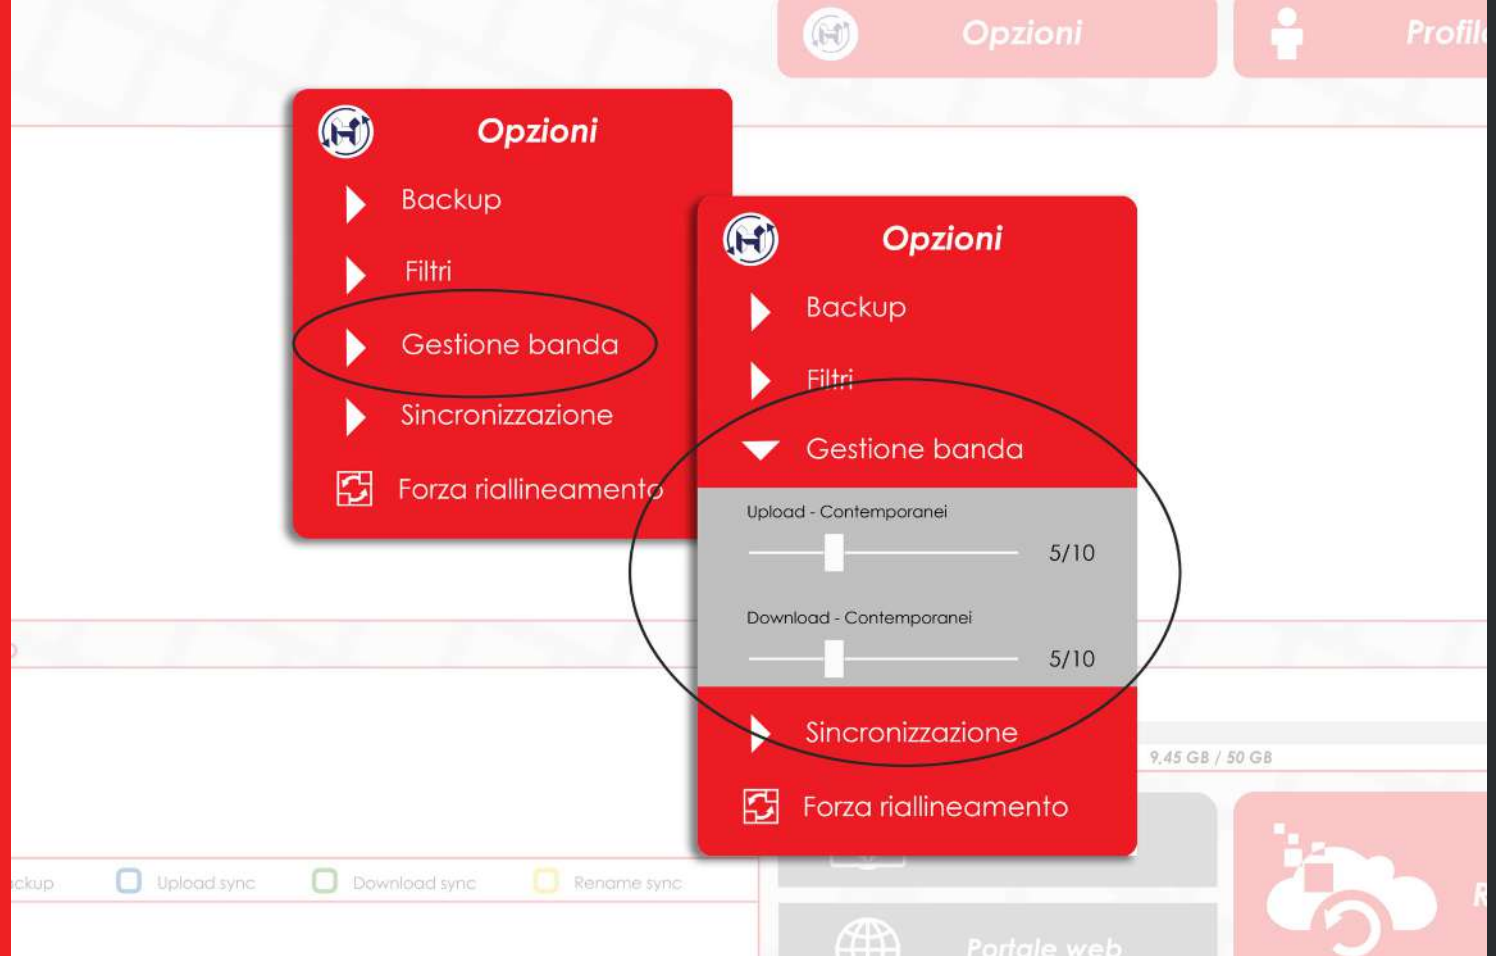 Opzioni
Opzioni
Backup
Filtri
Gestione banda
Sincronizzazione
Forza riallineamento
Opzioni
Backup
Filtri
Gestione banda
Upload - Contemporanei
5/10
Download - Contemporanei
5/10
Sincronizzazione
Forza riallineamento
9,45 GB / 50 GB
Upload sync
Download sync
Rename sync
Portale web